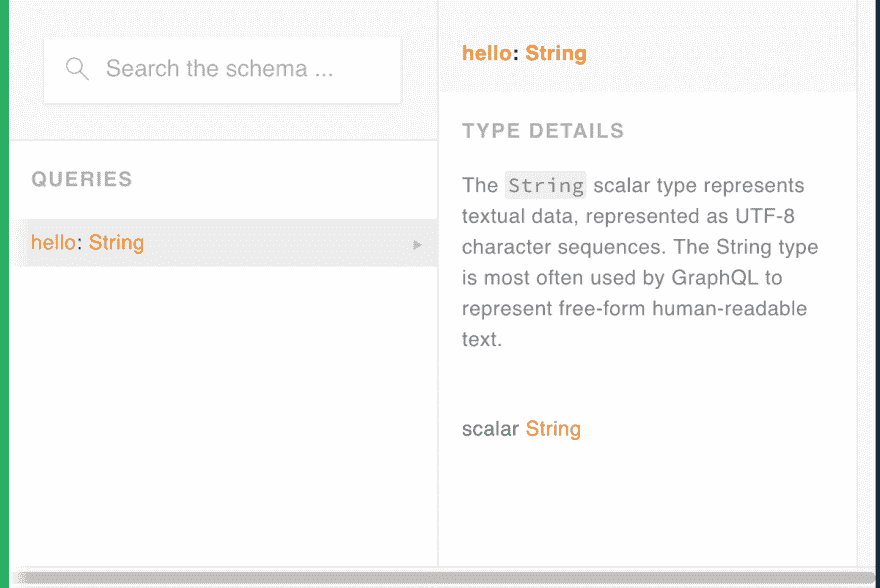 Search the schema ...
QUERIES
hello: String
hello: String
TYPE DETAILS
The String scalar type represents
textual data, represented as UTF-8
character sequences. The String type
is most often used by GraphQL to
represent free-form human-readable
text.
scalar String